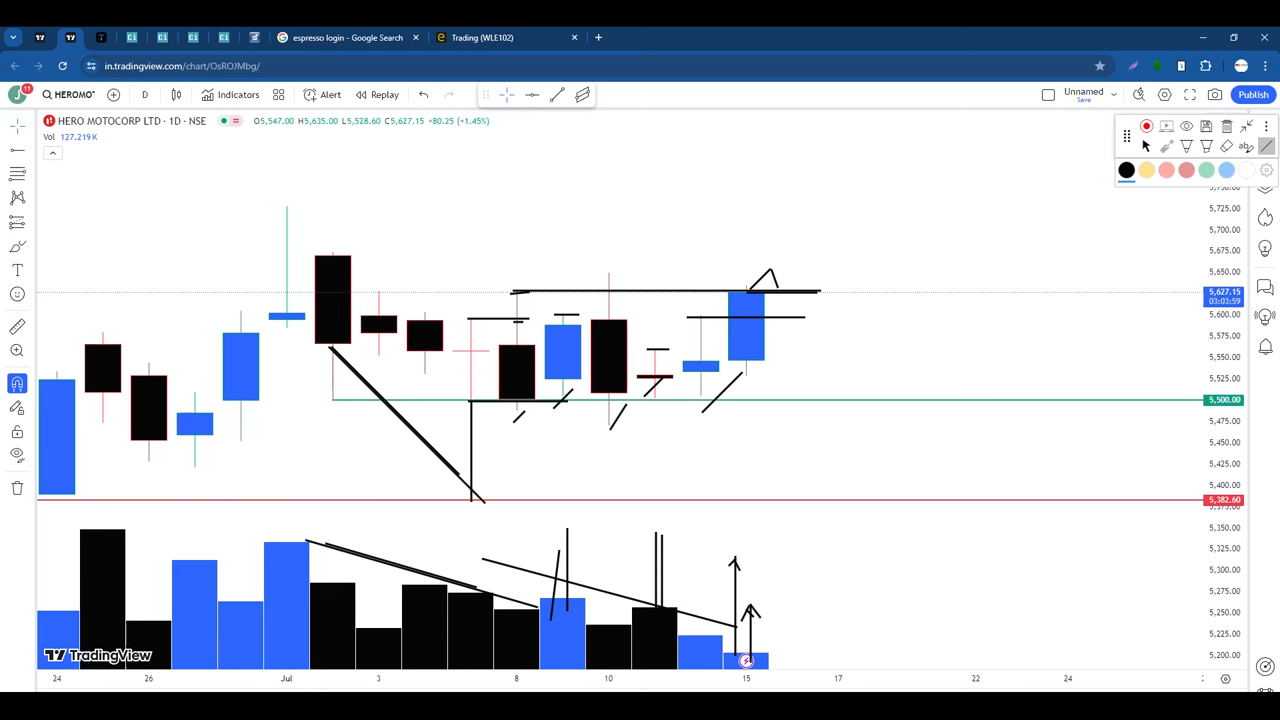 espresso login - Google Search
Trading (WLE102)
in.tradingview.com/chart/OsROJMbg/
J 11 HEROMO D Indicators Alert Replay Unnamed Save Publish
HERO MOTOCORP LTD · 1D · NSE O5,547.00 H5,635.00 L5,528.60 C5,627.15 +80.25 (+1.45%)
Vol 127.219 K
5,725.00
5,700.00
5,675.00
5,650.00
5,627.15
03:03:59
5,600.00
5,575.00
5,550.00
5,525.00
5,500.00
5,475.00
5,450.00
5,425.00
5,400.00
5,382.60
5,350.00
5,325.00
5,300.00
5,275.00
5,250.00
5,225.00
5,200.00
TradingView
24 26 Jul 3 8 10 15 17 22 24